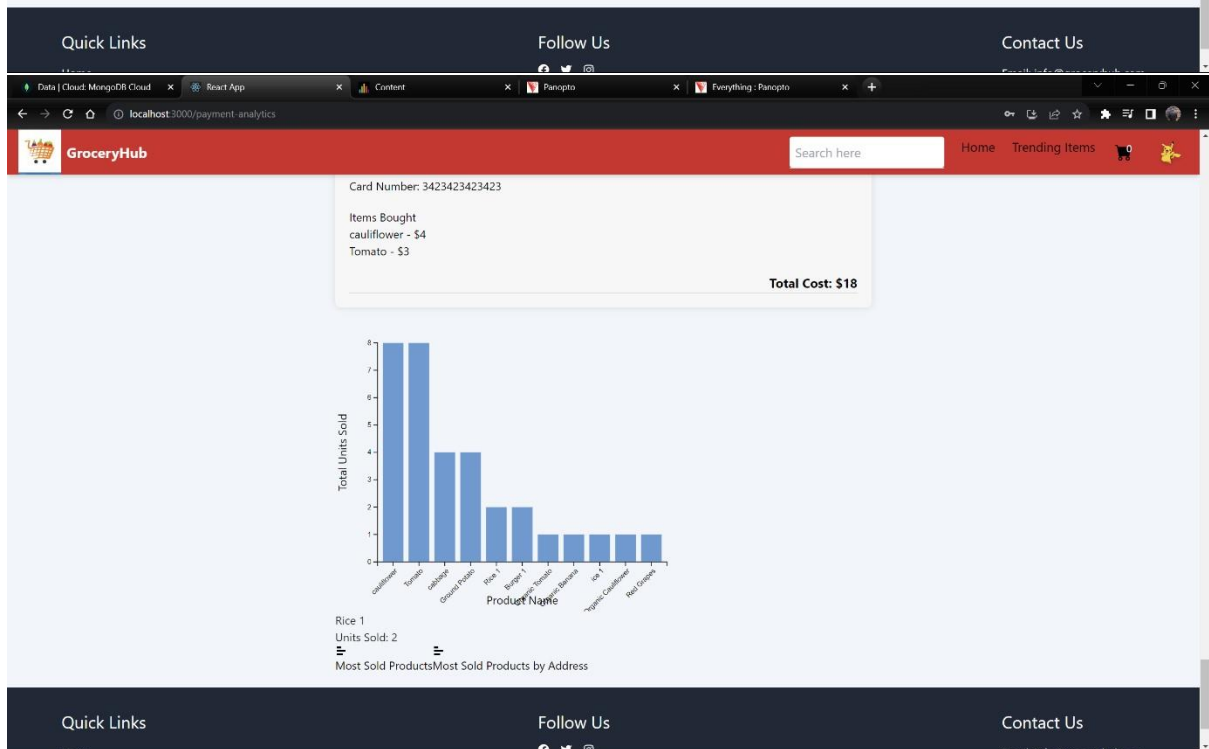 Quick Links Follow Us Contact Us
Data | Cloud: MongoDB Cloud React App Content Panopto Everything : Panopto
localhost:3000/payment-analytics
GroceryHub Search here Home Trending Items 0
Card Number: 3423423423423
Items Bought
cauliflower - $4
Tomato - $3
Total Cost: $18
8
7
6
5
4
3
2
1
0
Total Units Sold
cauliflower Tomato cabbage Ground Potato Rice 1 Burger 1 Organic Tomato Organic Banana ice 1 Organic Cauliflower Red Grapes
Product Name
Rice 1
Units Sold: 2
Most Sold ProductsMost Sold Products by Address
Quick Links Follow Us Contact Us